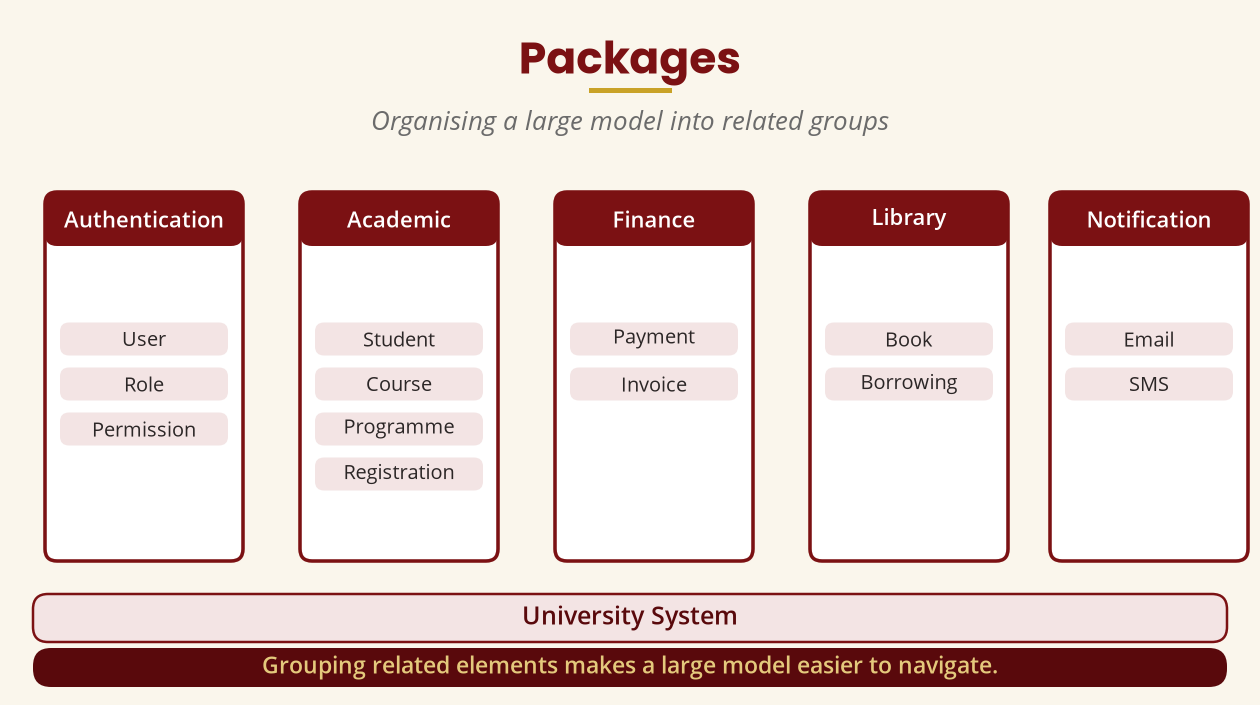 Packages
Organising a large model into related groups
Authentication
User
Role
Permission
Academic
Student
Course
Programme
Registration
Finance
Payment
Invoice
Library
Book
Borrowing
Notification
Email
SMS
University System
Grouping related elements makes a large model easier to navigate.